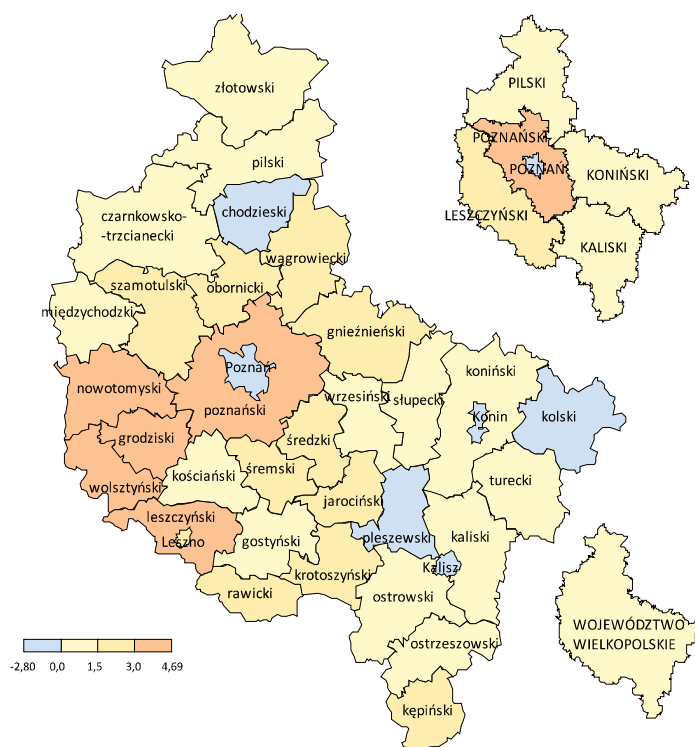 złotowski
PILSKI
POZNAŃSKI
pilski
POZNAŃ
KONIŃSKI
chodzieski
czarnkowsko-
-trzcianecki
LESZCZYŃSKI
KALISKI
wągrowiecki
szamotulski
obornicki
międzychodzki
gnieźnieński
Poznań
koniński
nowotomyski
wrzesiński
słupecki
poznański
Konin
kolski
grodziski
średzki
kościański
śremski
turecki
wolsztyński
jarociński
leszczyński
Leszno
gostyński
pleszewski
kaliski
Kalisz
krotoszyński
rawicki
ostrowski
WOJEWÓDZTWO
WIELKOPOLSKIE
ostrzeszowski
-2,80 0,0 1,5 3,0 4,69
kępiński